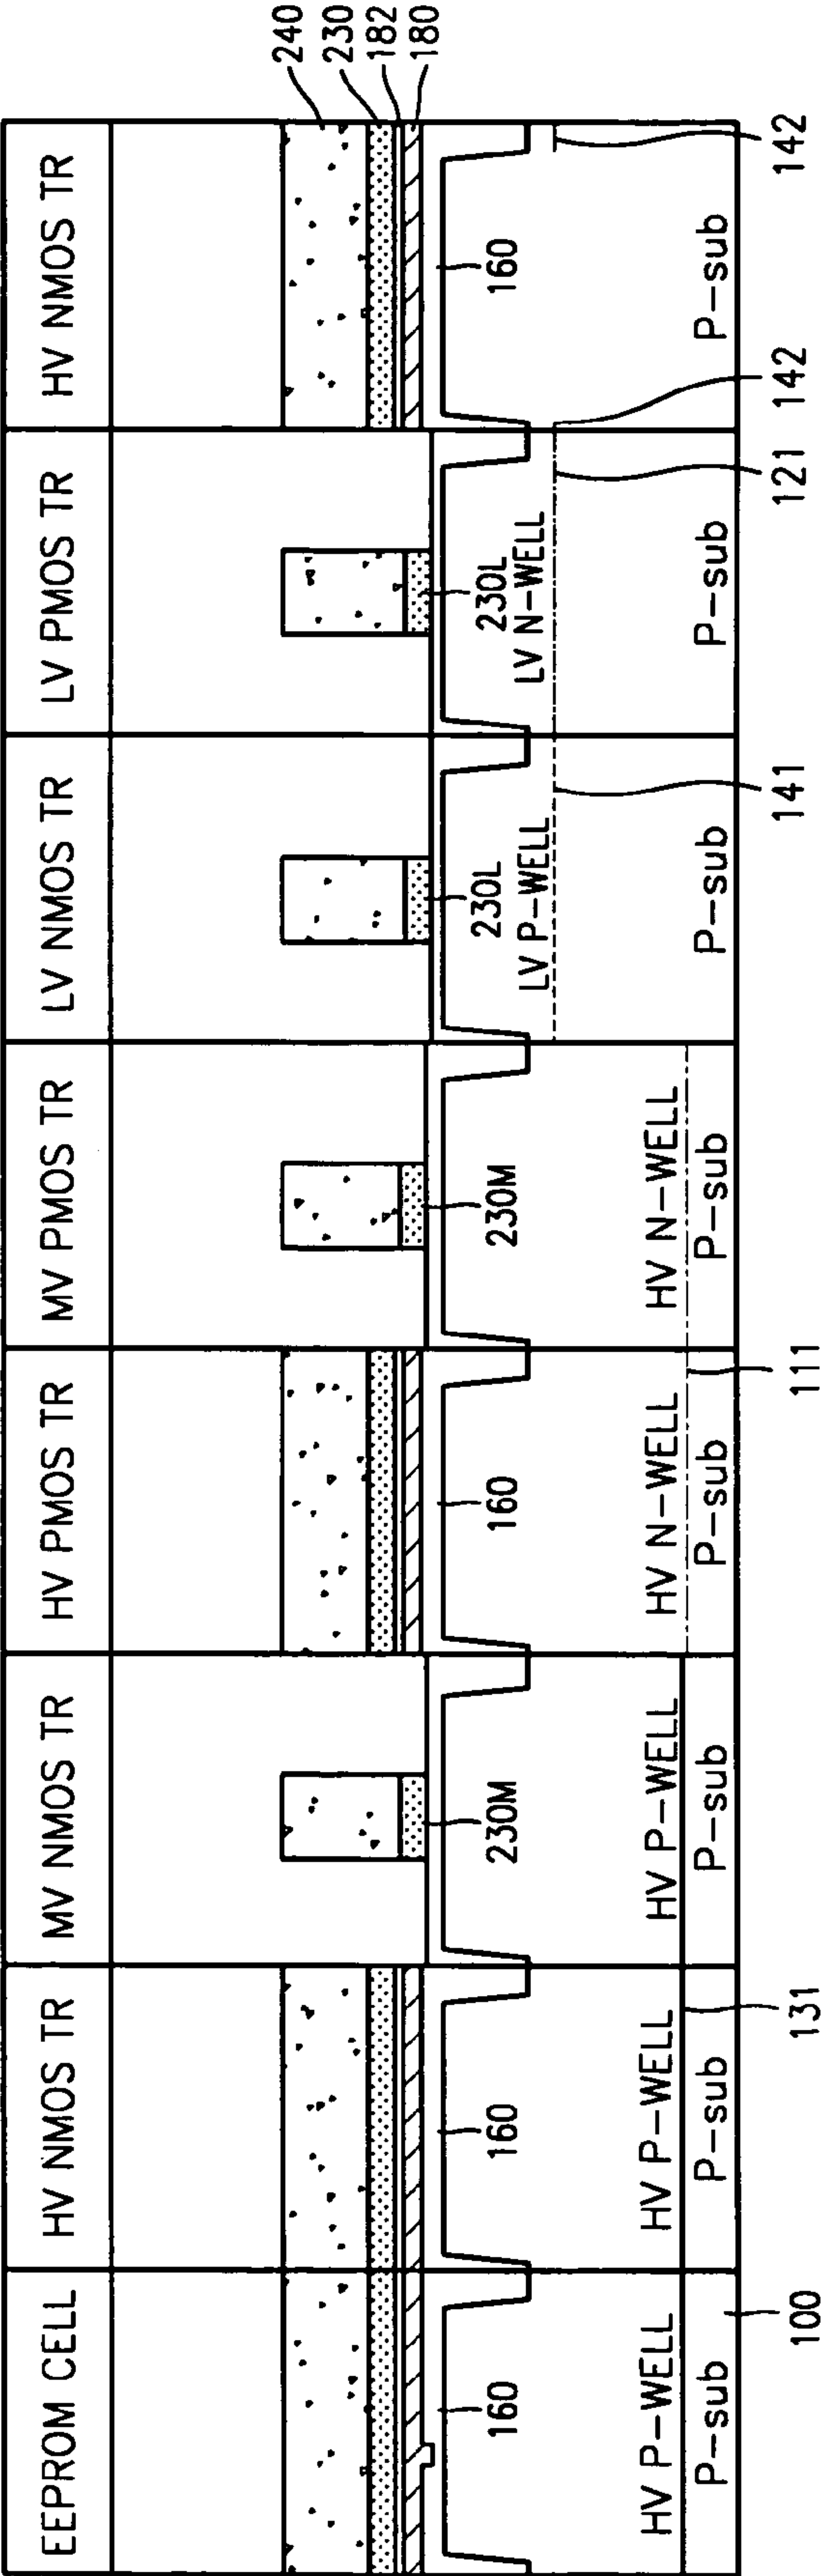 EEPROM CELL
HV NMOS TR
MV NMOS TR
HV PMOS TR
MV PMOS TR
LV NMOS TR
LV PMOS TR
HV NMOS TR
240
230
182
180
160
160
230M
160
230M
230L
230L
160
LV P-WELL
LV N-WELL
HV P-WELL
HV P-WELL
HV P-WELL
HV N-WELL
HV N-WELL
P-sub
P-sub
P-sub
P-sub
P-sub
P-sub
P-sub
P-sub
100
131
111
141
121
142
142